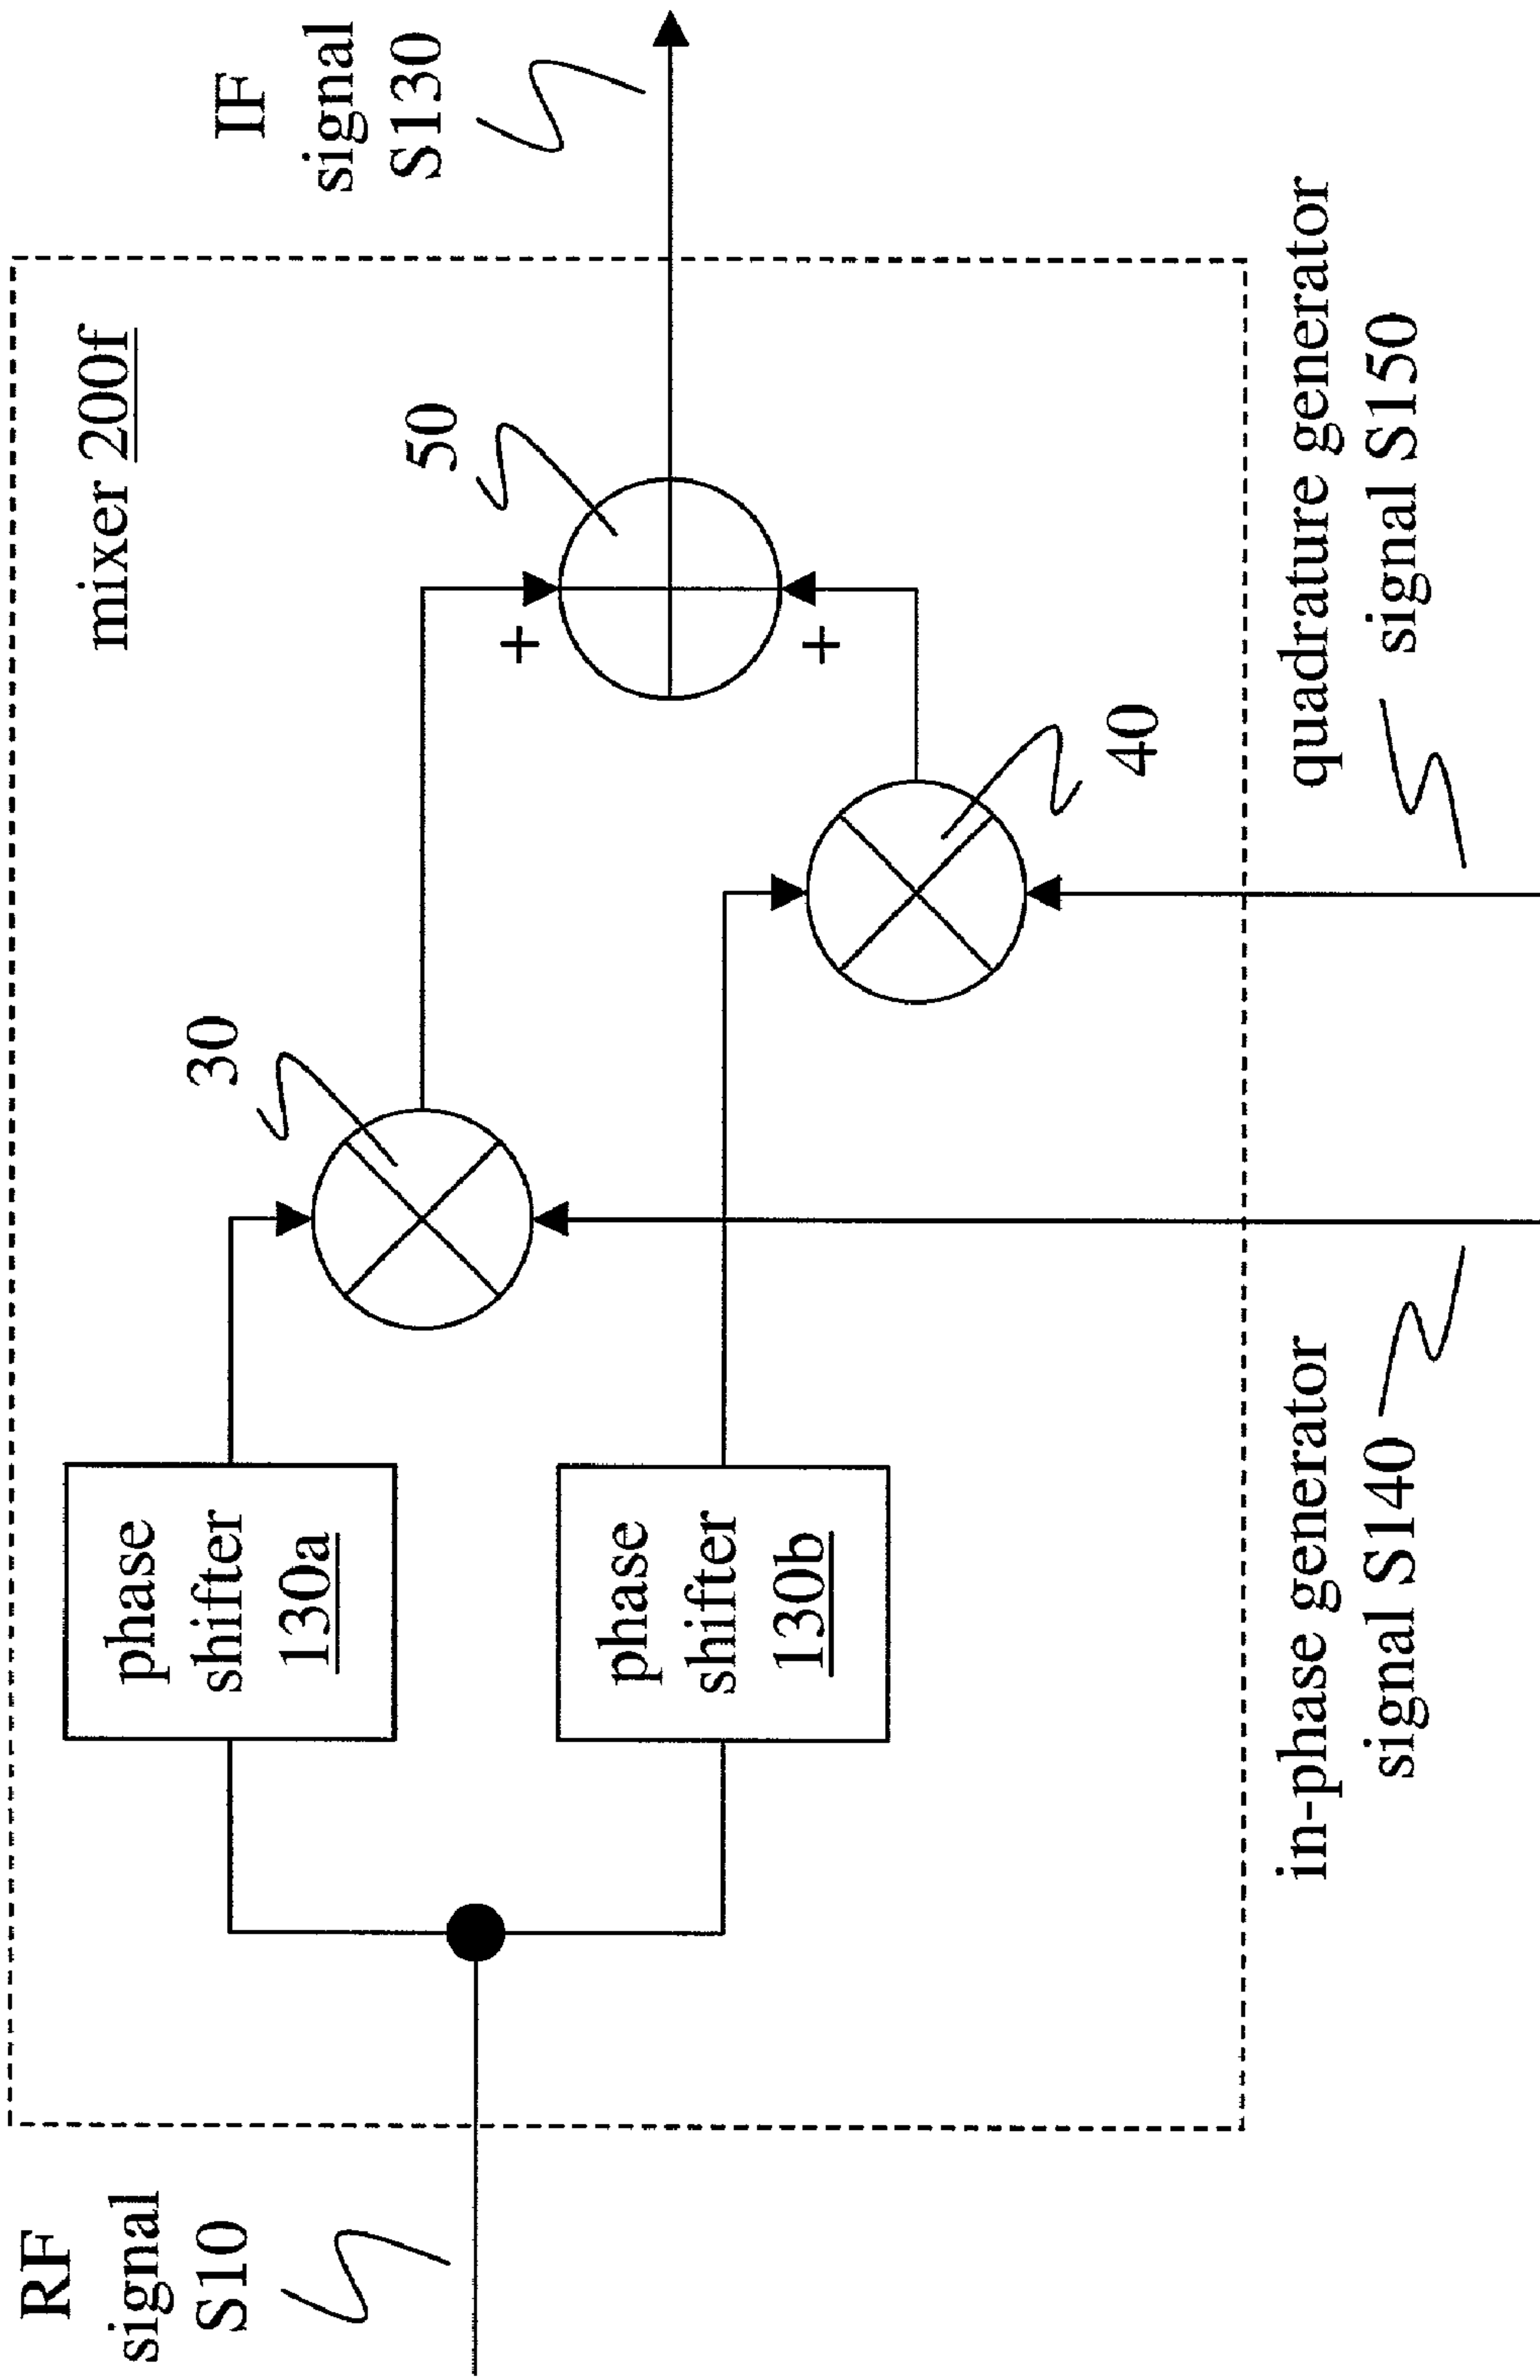 RF
signal
S10
mixer 200f
IF
signal
S130
phase
shifter
130a
30
50
+
+
phase
shifter
130b
40
in-phase generator
signal S140
quadrature generator
signal S150